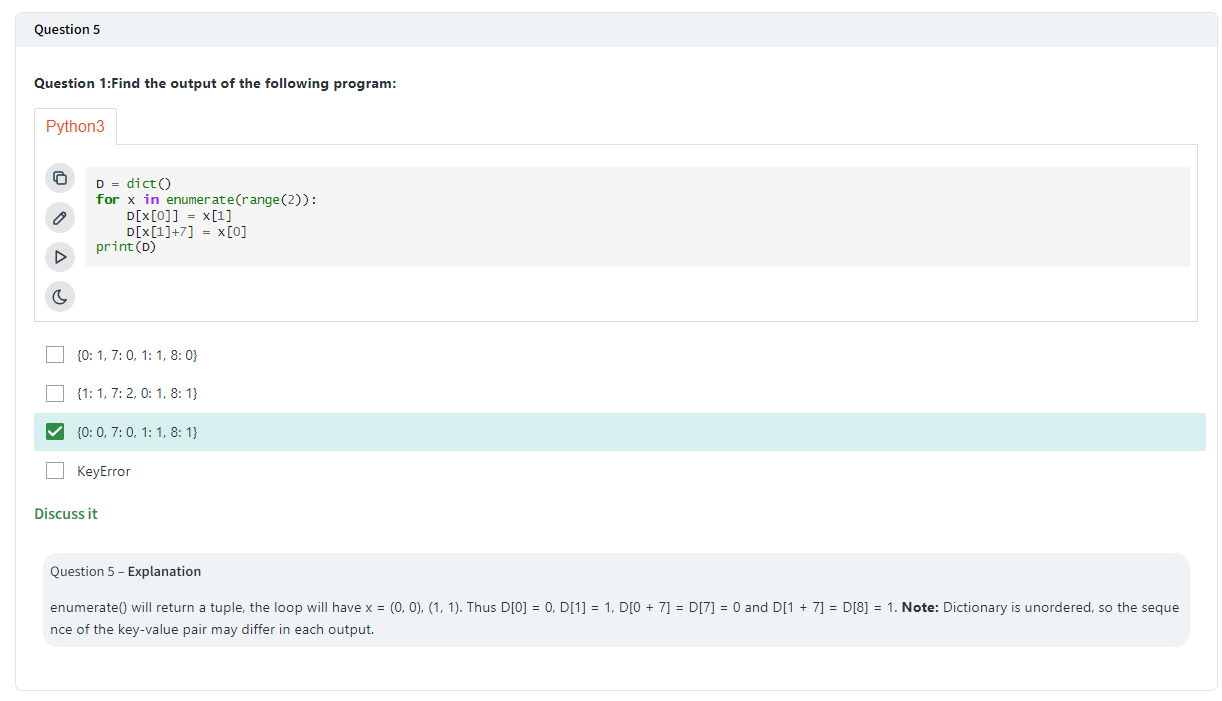 Question 5
Question 1:Find the output of the following program:
Python3
D = dict()
for x in enumerate(range(2)):
    D[x[0]] = x[1]
    D[x[1]+7] = x[0]
print(D)
{0: 1, 7: 0, 1: 1, 8: 0}
{1: 1, 7: 2, 0: 1, 8: 1}
{0: 0, 7: 0, 1: 1, 8: 1}
KeyError
Discuss it
Question 5 – Explanation
enumerate() will return a tuple, the loop will have x = (0, 0), (1, 1). Thus D[0] = 0, D[1] = 1, D[0 + 7] = D[7] = 0 and D[1 + 7] = D[8] = 1. Note: Dictionary is unordered, so the seque
nce of the key-value pair may differ in each output.